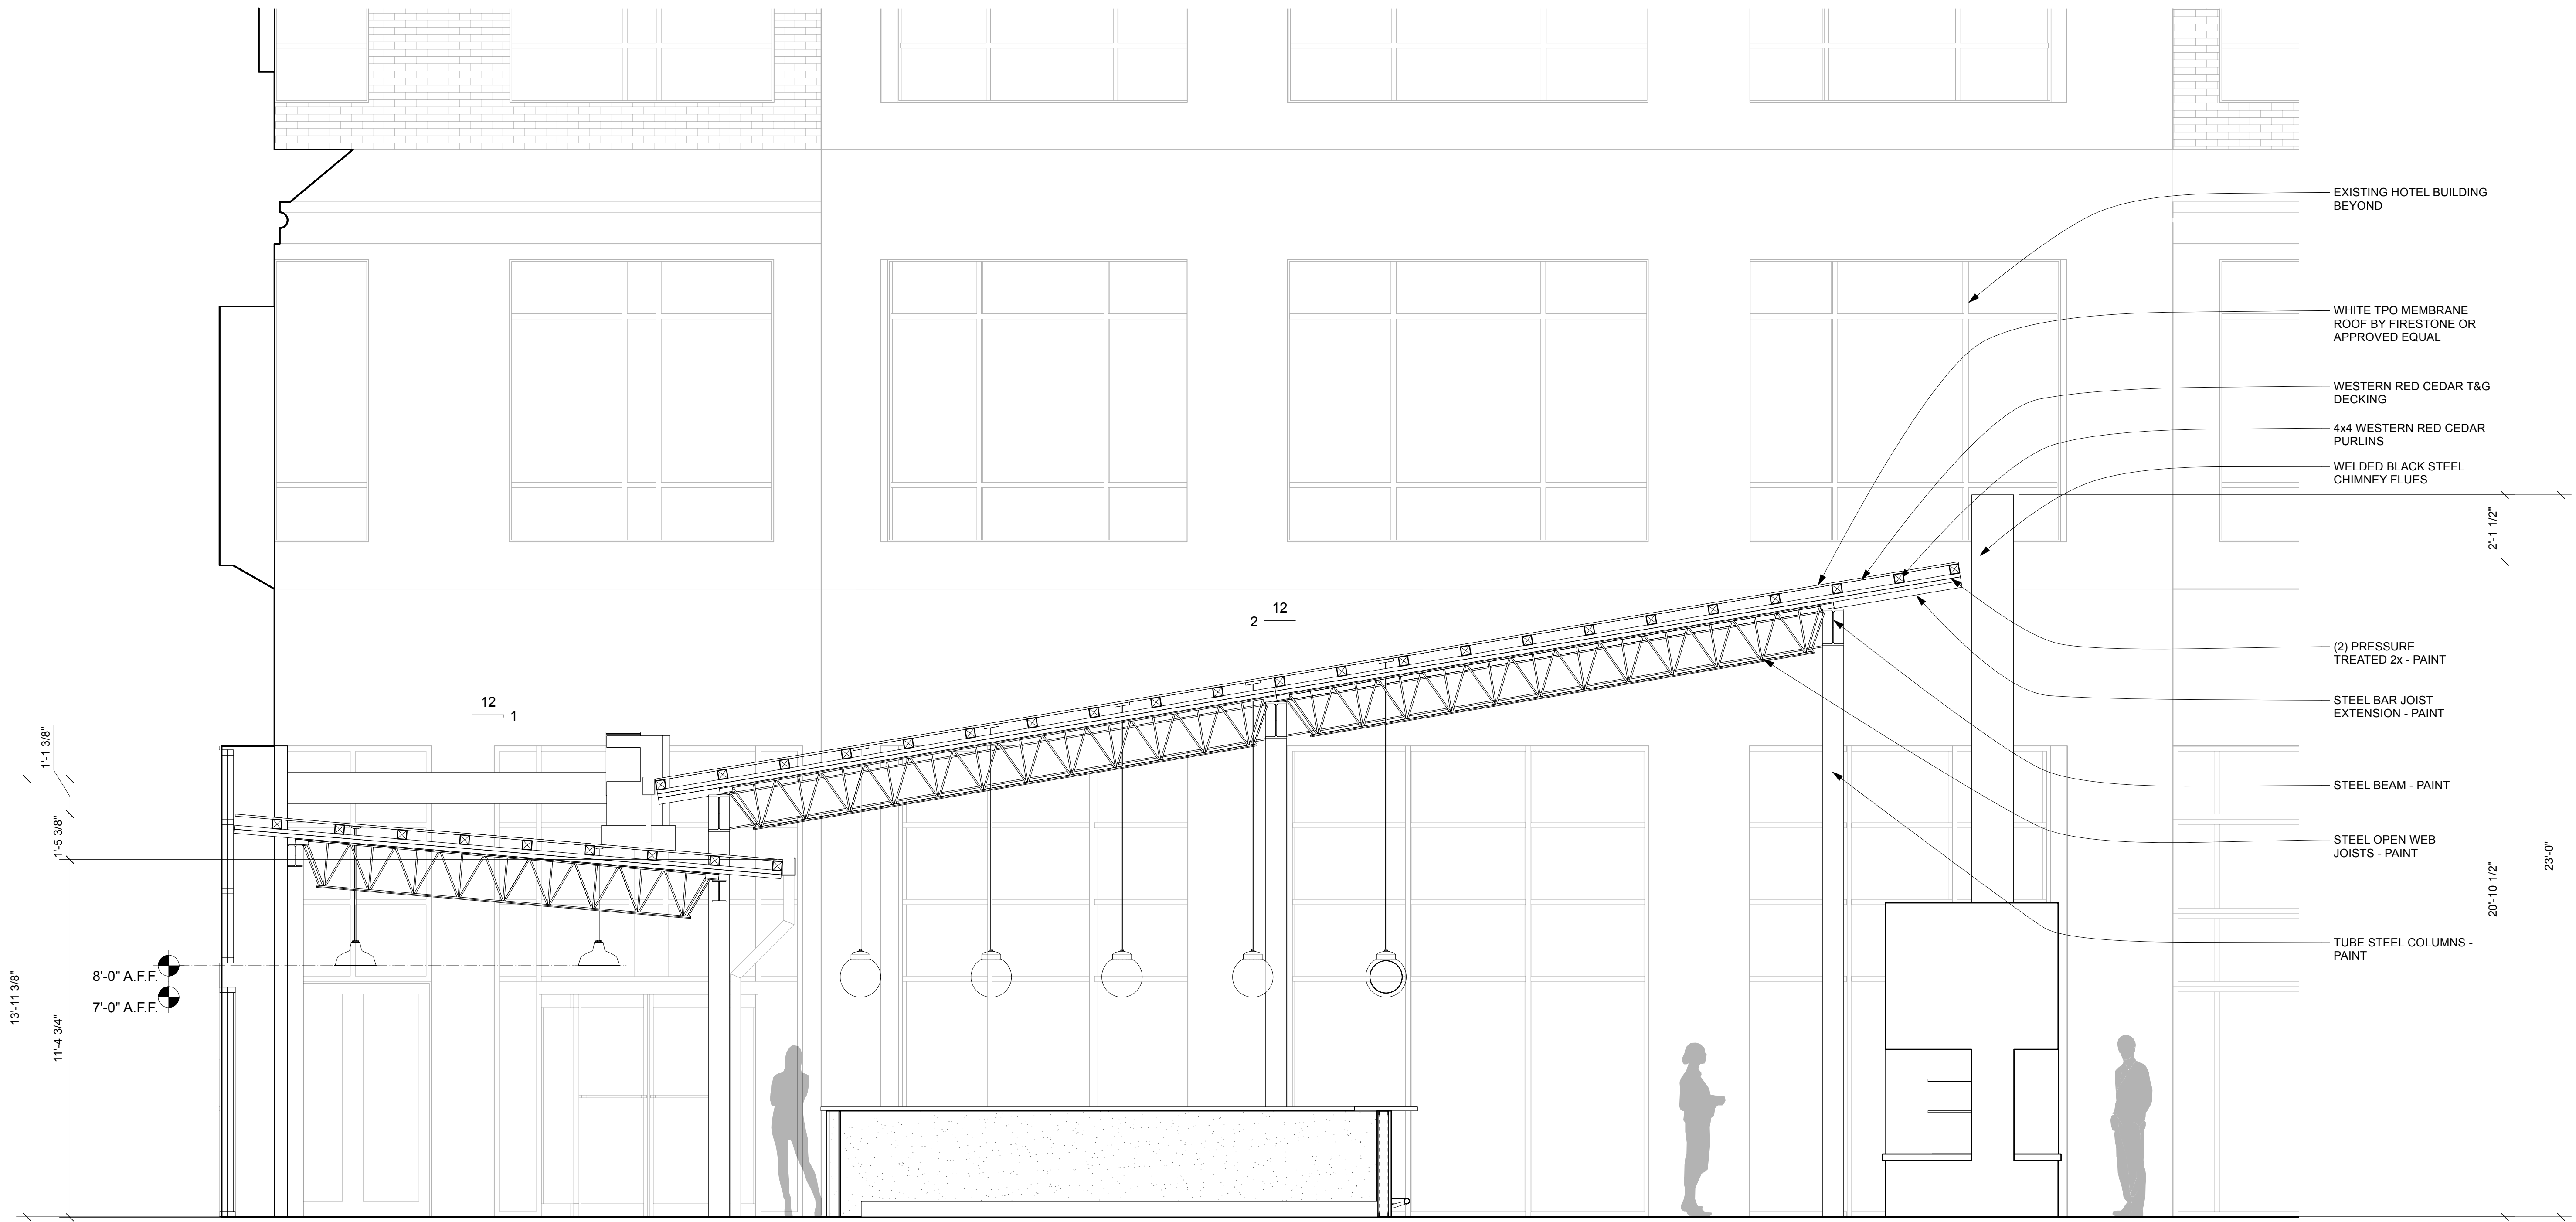 EXISTING HOTEL BUILDING
BEYOND
WHITE TPO MEMBRANE
ROOF BY FIRESTONE OR
APPROVED EQUAL
WESTERN RED CEDAR T&G
DECKING
4x4 WESTERN RED CEDAR
PURLINS
WELDED BLACK STEEL
CHIMNEY FLUES
2'-1 1/2"
12
2
(2) PRESSURE
TREATED 2x - PAINT
STEEL BAR JOIST
EXTENSION - PAINT
12
1
1'-1 3/8"
STEEL BEAM - PAINT
1'-5 3/8"
STEEL OPEN WEB
JOISTS - PAINT
23'-0"
20'-10 1/2"
TUBE STEEL COLUMNS -
PAINT
8'-0" A.F.F.
7'-0" A.F.F.
13'-11 3/8"
11'-4 3/4"